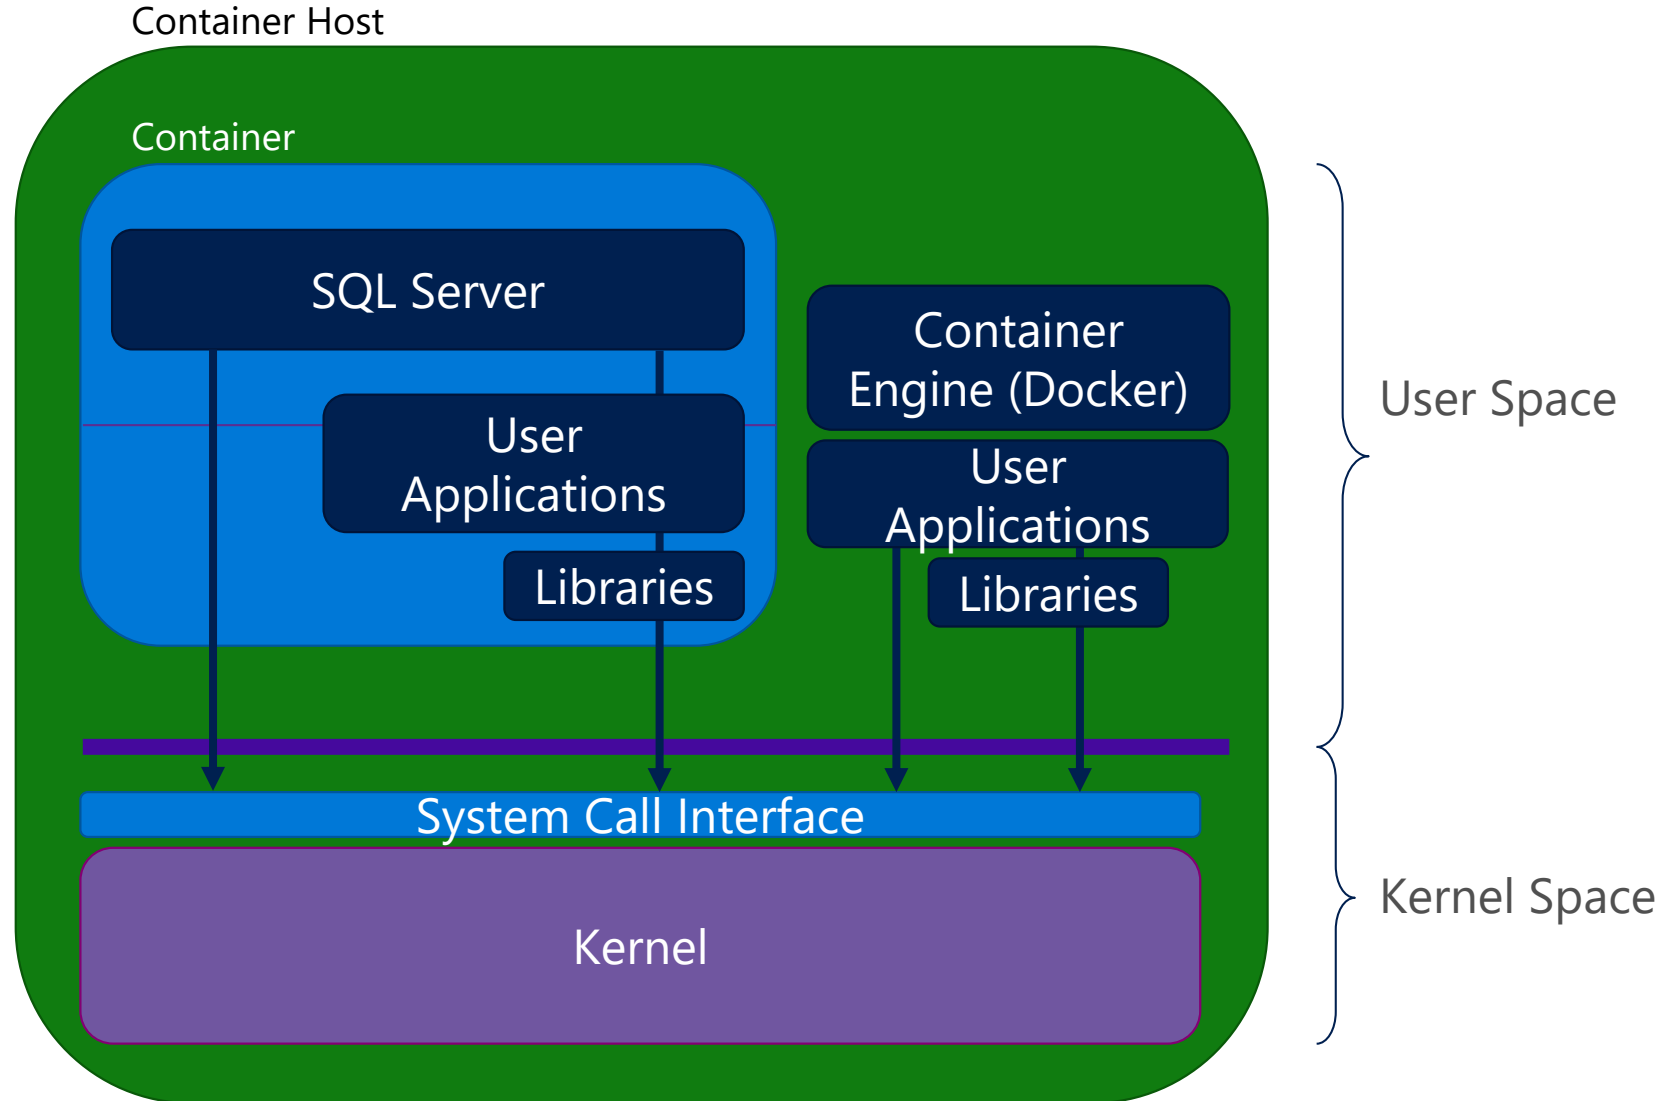 Container Host
Container
SQL Server
Container
Engine (Docker)
User Space
User
Applications
User
Applications
Libraries
Libraries
System Call Interface
Kernel Space
Kernel